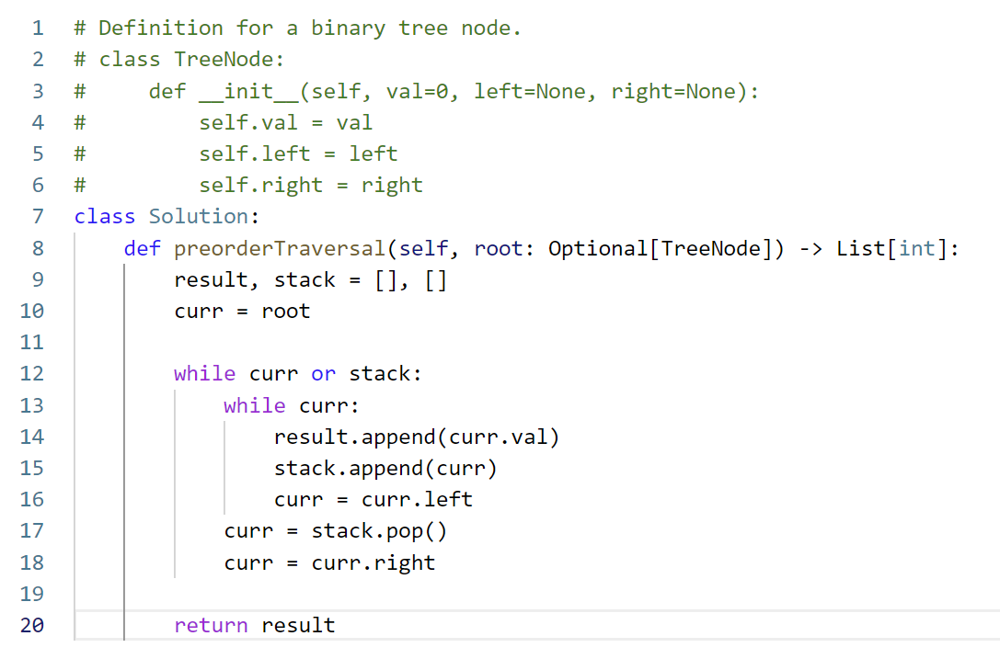 1 # Definition for a binary tree node.
2 # class TreeNode:
3 #     def __init__(self, val=0, left=None, right=None):
4 #         self.val = val
5 #         self.left = left
6 #         self.right = right
7 class Solution:
8     def preorderTraversal(self, root: Optional[TreeNode]) -> List[int]:
9         result, stack = [], []
10         curr = root
11
12         while curr or stack:
13             while curr:
14                 result.append(curr.val)
15                 stack.append(curr)
16                 curr = curr.left
17             curr = stack.pop()
18             curr = curr.right
19
20         return result